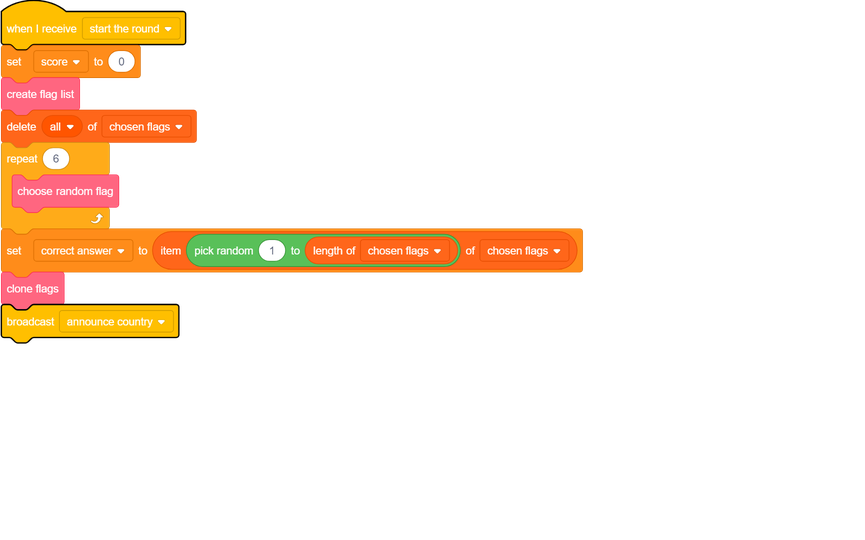 when I receive start the round
set score to 0
create flag list
delete all of chosen flags
repeat 6
choose random flag
set correct answer to item pick random 1 to length of chosen flags of chosen flags
clone flags
broadcast announce country